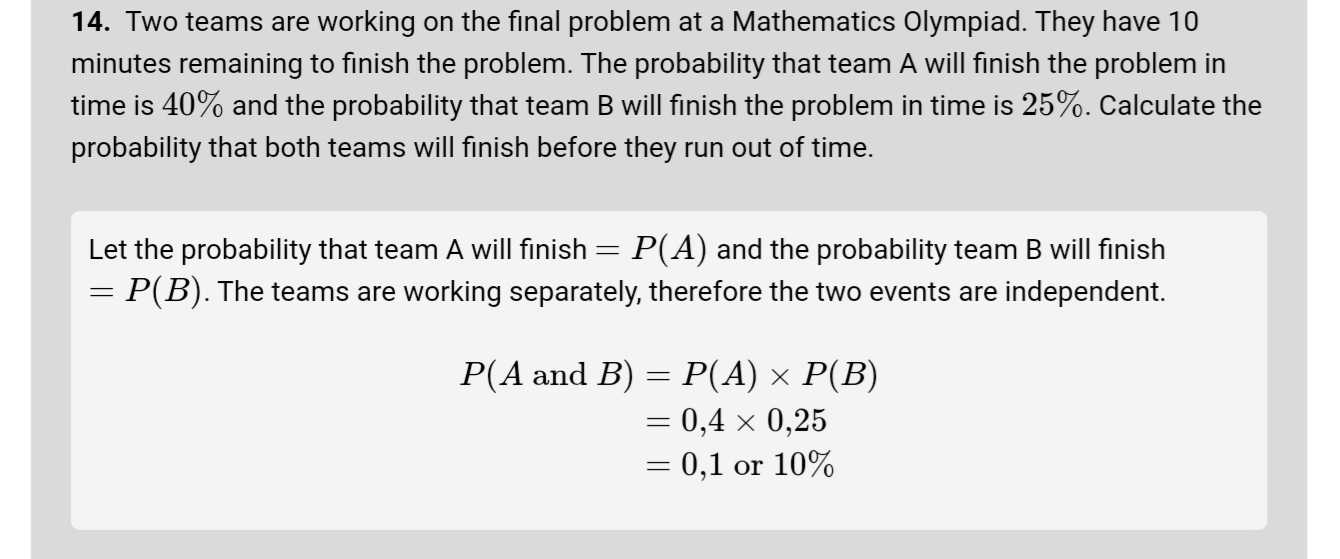 14. Two teams are working on the final problem at a Mathematics Olympiad. They have 10
minutes remaining to finish the problem. The probability that team A will finish the problem in
time is 40% and the probability that team B will finish the problem in time is 25%. Calculate the
probability that both teams will finish before they run out of time.
Let the probability that team A will finish = P(A) and the probability team B will finish
= P(B). The teams are working separately, therefore the two events are independent.
P(A and B) = P(A) × P(B)
= 0,4 × 0,25
= 0,1 or 10%